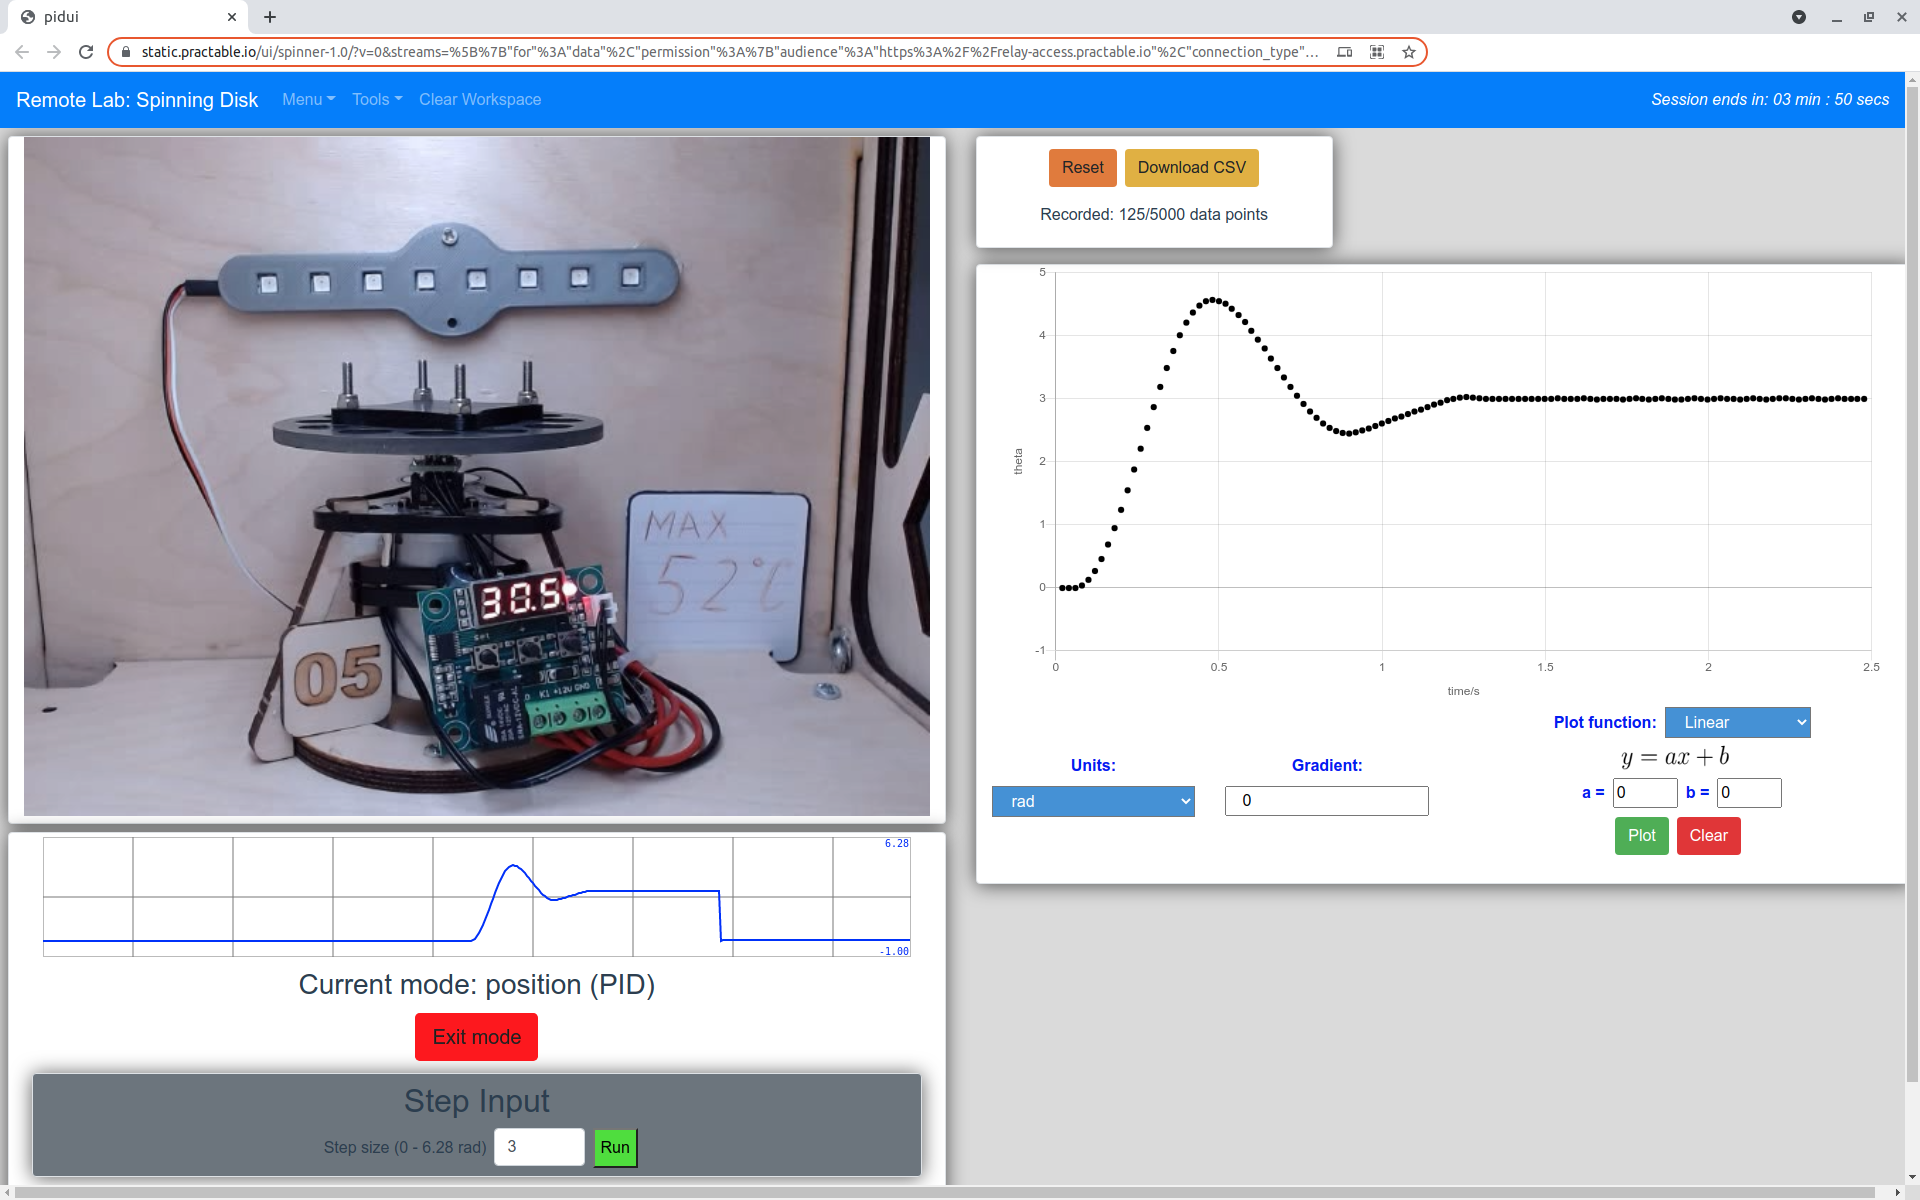 pidui
static.practable.io/ui/spinner-1.0/?v=0&streams=%5B%7B"for"%3A"data"%2C"permission"%3A%7B"audience"%3A"https%3A%2F%2Frelay-access.practable.io"%2C"connection_type"...
Remote Lab: Spinning Disk Menu Tools Clear Workspace Session ends in: 03 min : 50 secs
MAX
52°C
30.5
Set
05
K1 +12V GND
Reset Download CSV
Recorded: 125/5000 data points
5
4
3
2
1
0
-1
theta
0 0.5 1 1.5 2 2.5
time/s
Plot function: Linear
y = ax + b
Units: Gradient:
a = 0 b = 0
rad 0
Plot Clear
6.28
-1.00
Current mode: position (PID)
Exit mode
Step Input
Step size (0 - 6.28 rad) 3 Run